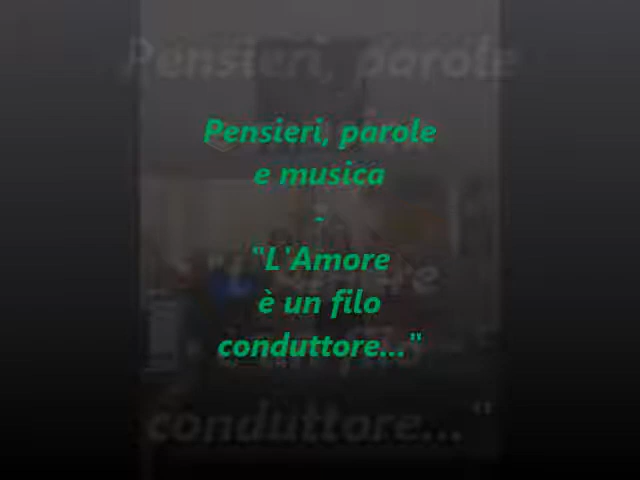 Pensieri, parole
e musica
-
"L'Amore
è un filo
conduttore..."